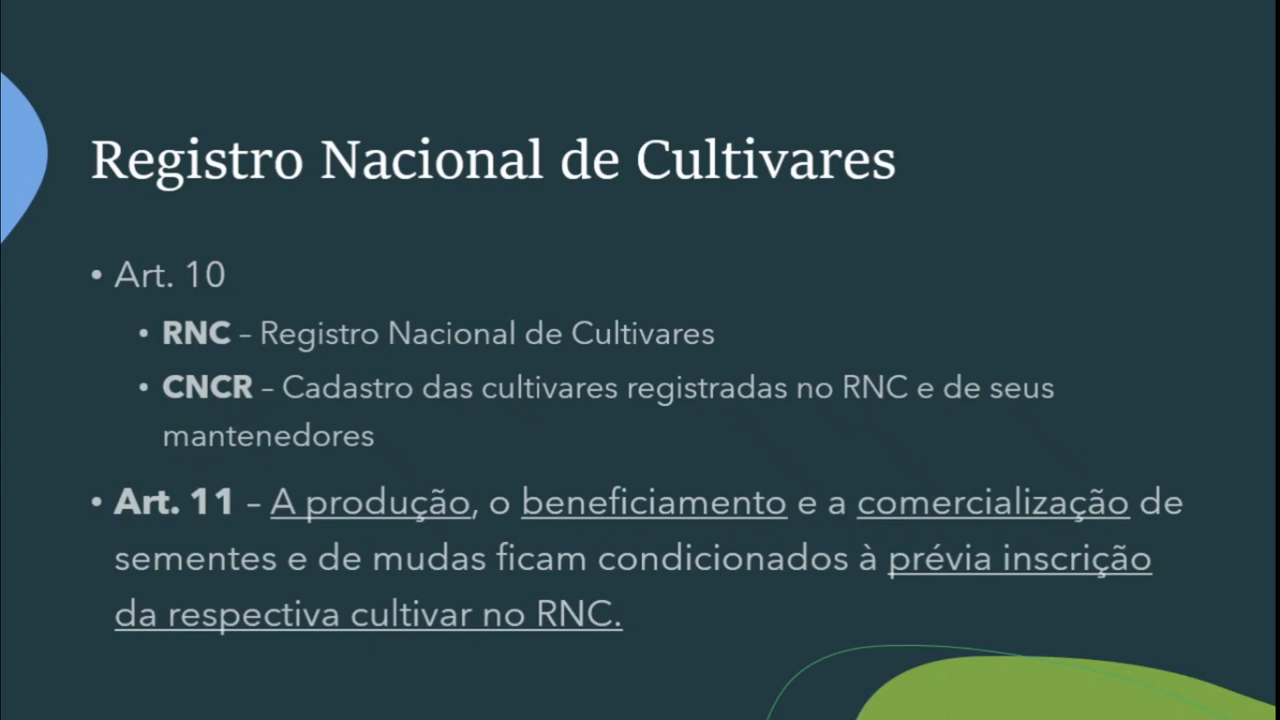 Registro Nacional de Cultivares
• Art. 10
• RNC – Registro Nacional de Cultivares
• CNCR – Cadastro das cultivares registradas no RNC e de seus
mantenedores
• Art. 11 – A produção, o beneficiamento e a comercialização de
sementes e de mudas ficam condicionados à prévia inscrição
da respectiva cultivar no RNC.